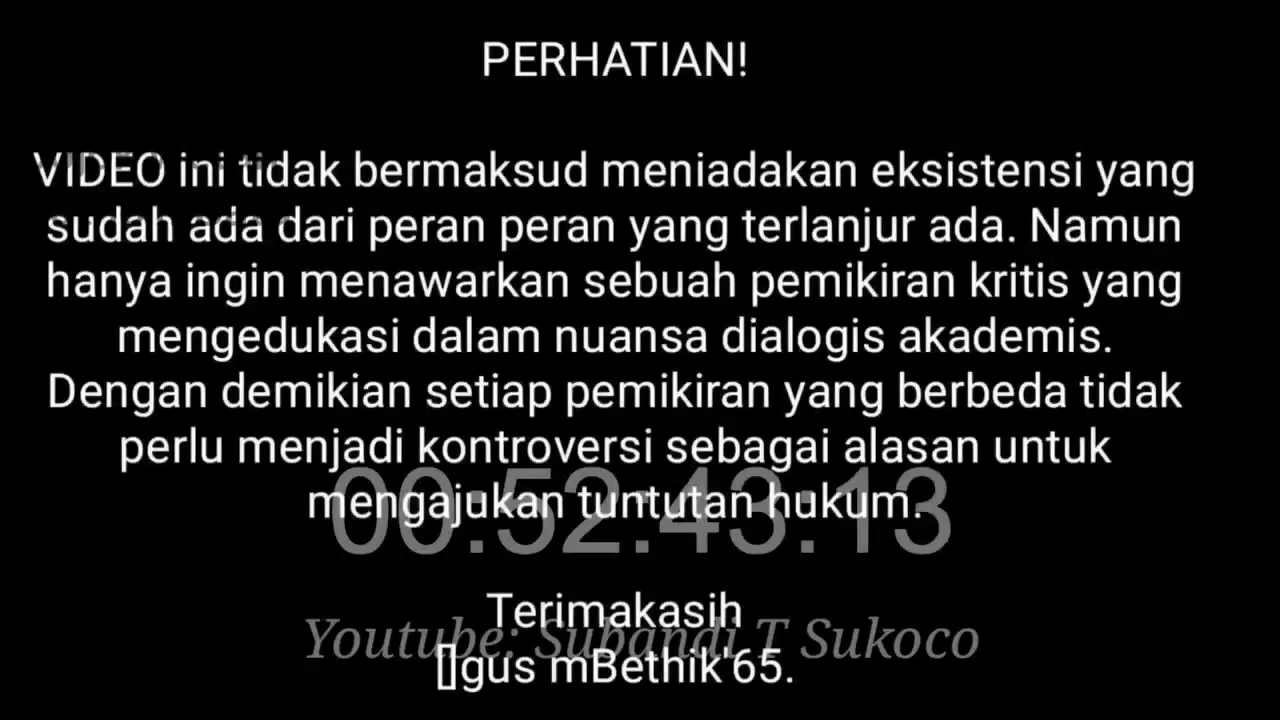 PERHATIAN!
VIDEO ini tidak bermaksud meniadakan eksistensi yang
sudah ada dari peran peran yang terlanjur ada. Namun
hanya ingin menawarkan sebuah pemikiran kritis yang
mengedukasi dalam nuansa dialogis akademis.
Dengan demikian setiap pemikiran yang berbeda tidak
perlu menjadi kontroversi sebagai alasan untuk
mengajukan tuntutan hukum.
00:52:43:13
Terimakasih
Youtube: Subandi T Sukoco
[]gus mBethik'65.